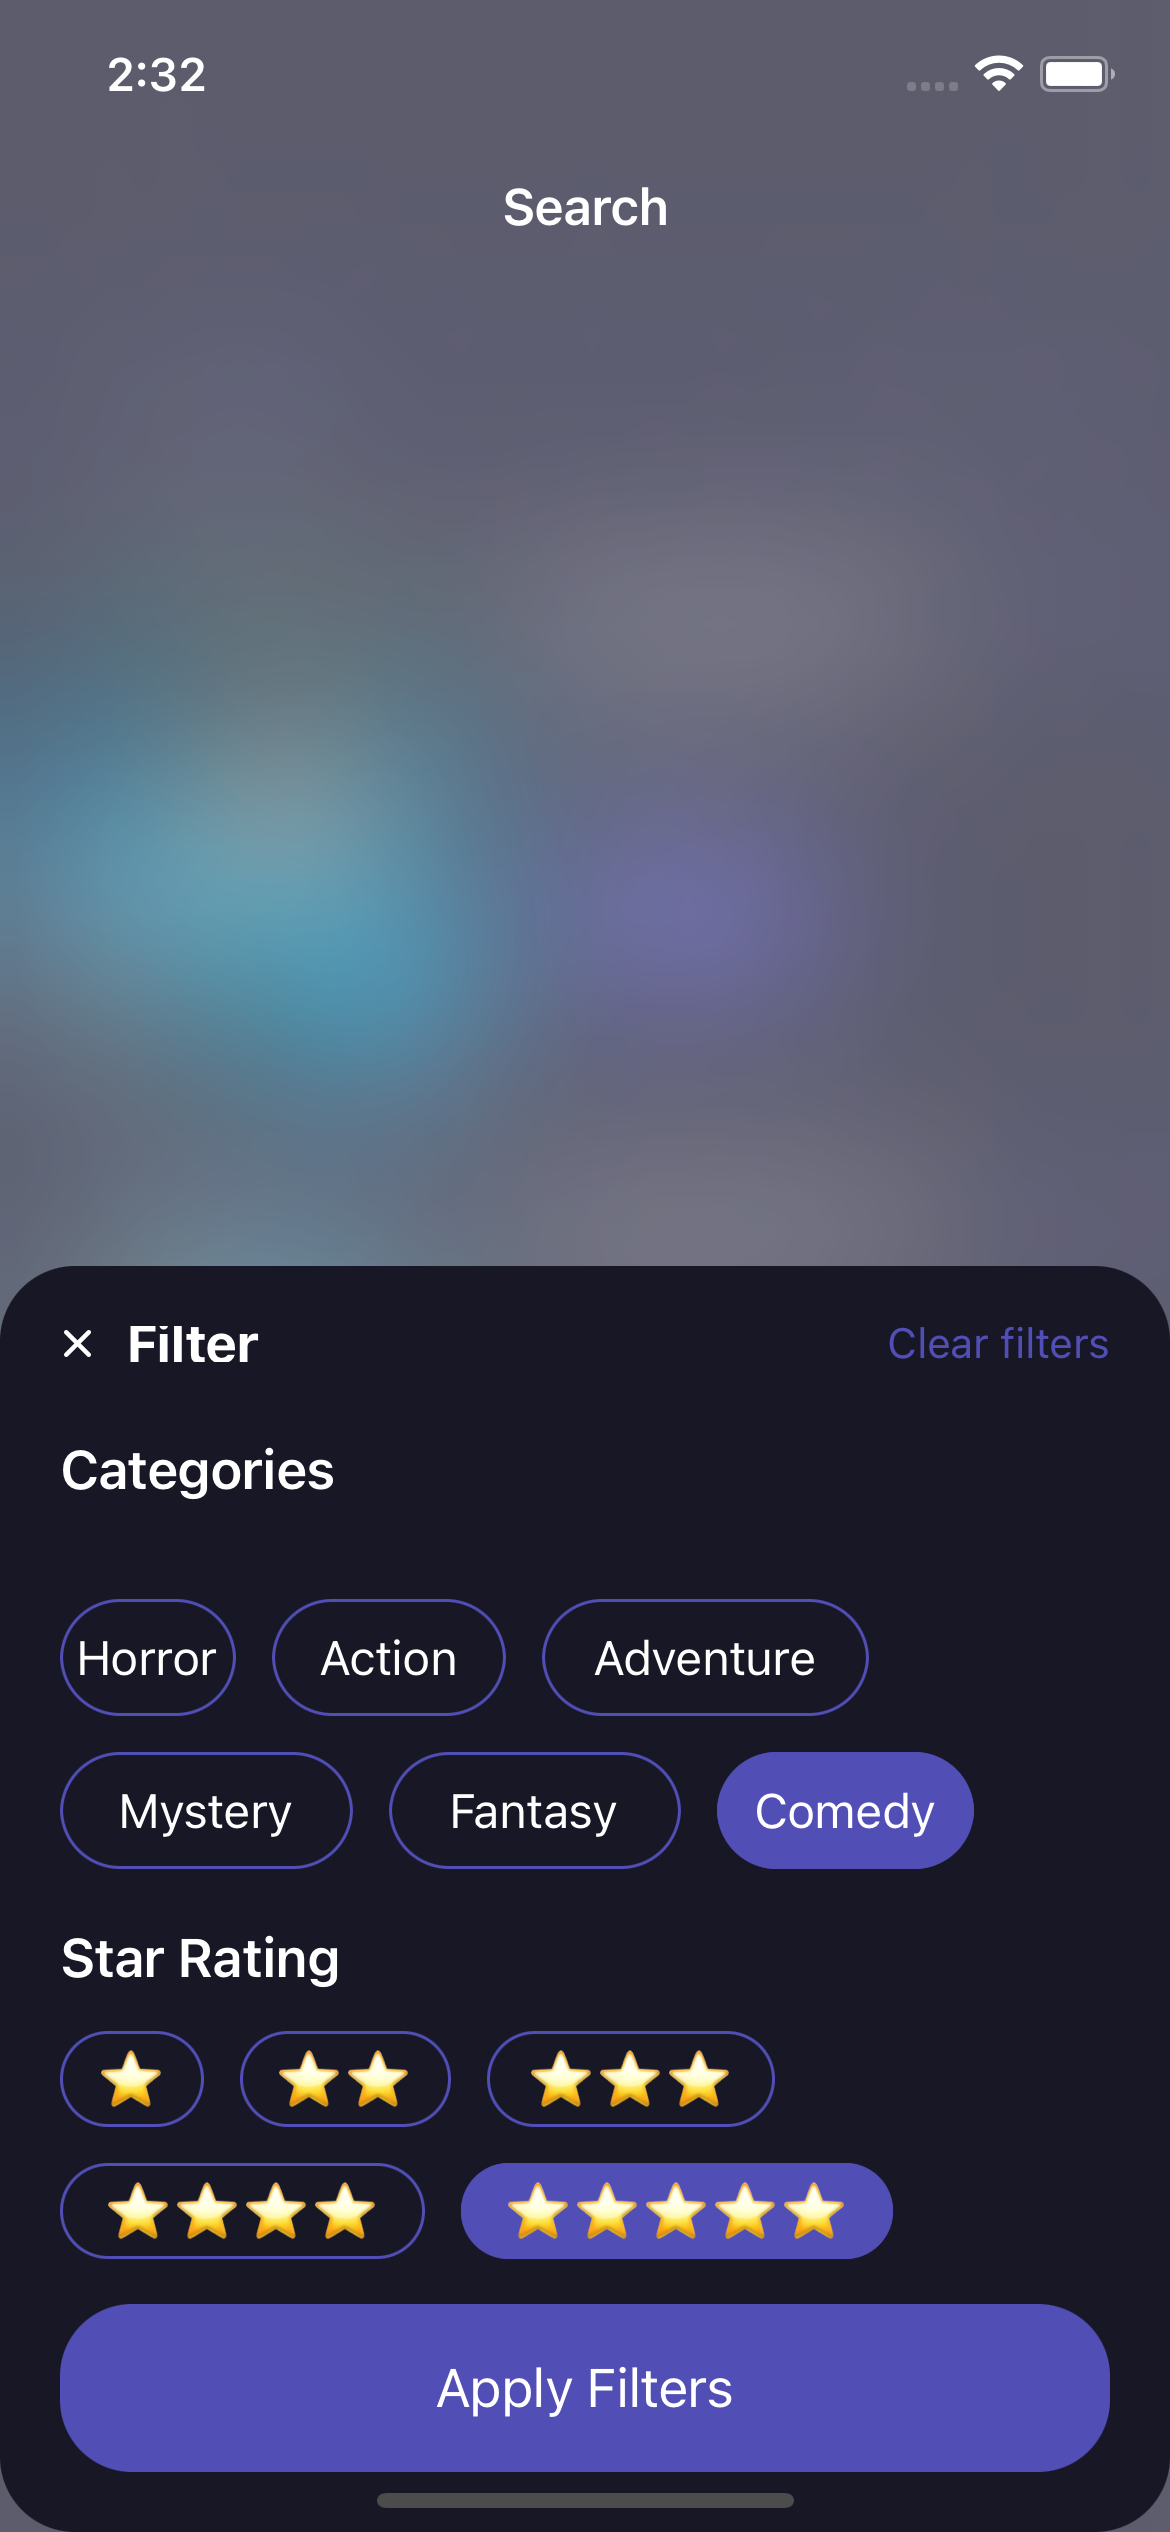 2:32
Search
Filter
Clear filters
Categories
Horror Action Adventure
Mystery Fantasy Comedy
Star Rating
⭐ ⭐⭐ ⭐⭐⭐
⭐⭐⭐⭐ ⭐⭐⭐⭐⭐
Apply Filters